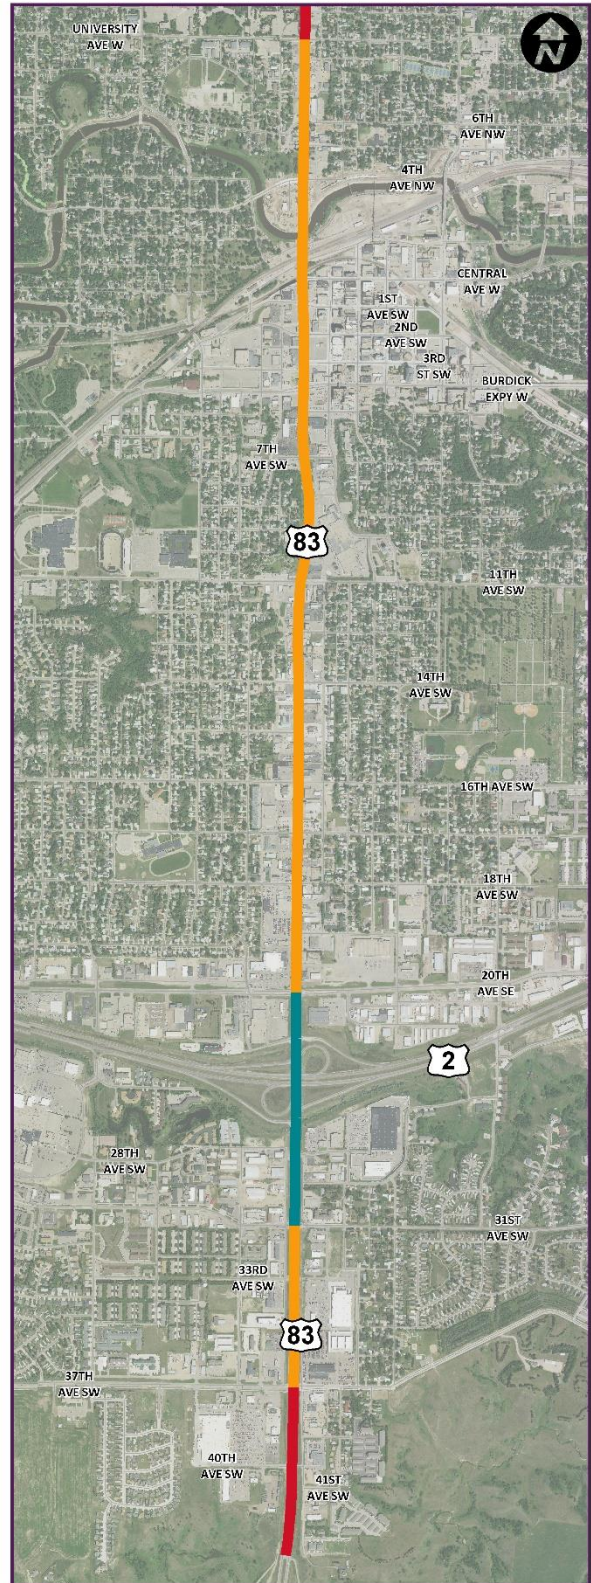 UNIVERSITY
AVE W
N
6TH
AVE NW
4TH
AVE NW
CENTRAL
AVE W
1ST
AVE SW
2ND
AVE SW
3RD
ST SW
BURDICK
EXPY W
7TH
AVE SW
83
11TH
AVE SW
14TH
AVE SW
16TH AVE SW
18TH
AVE SW
20TH
AVE SE
2
28TH
AVE SW
31ST
AVE SW
33RD
AVE SW
83
37TH
AVE SW
40TH
AVE SW
41ST
AVE SW